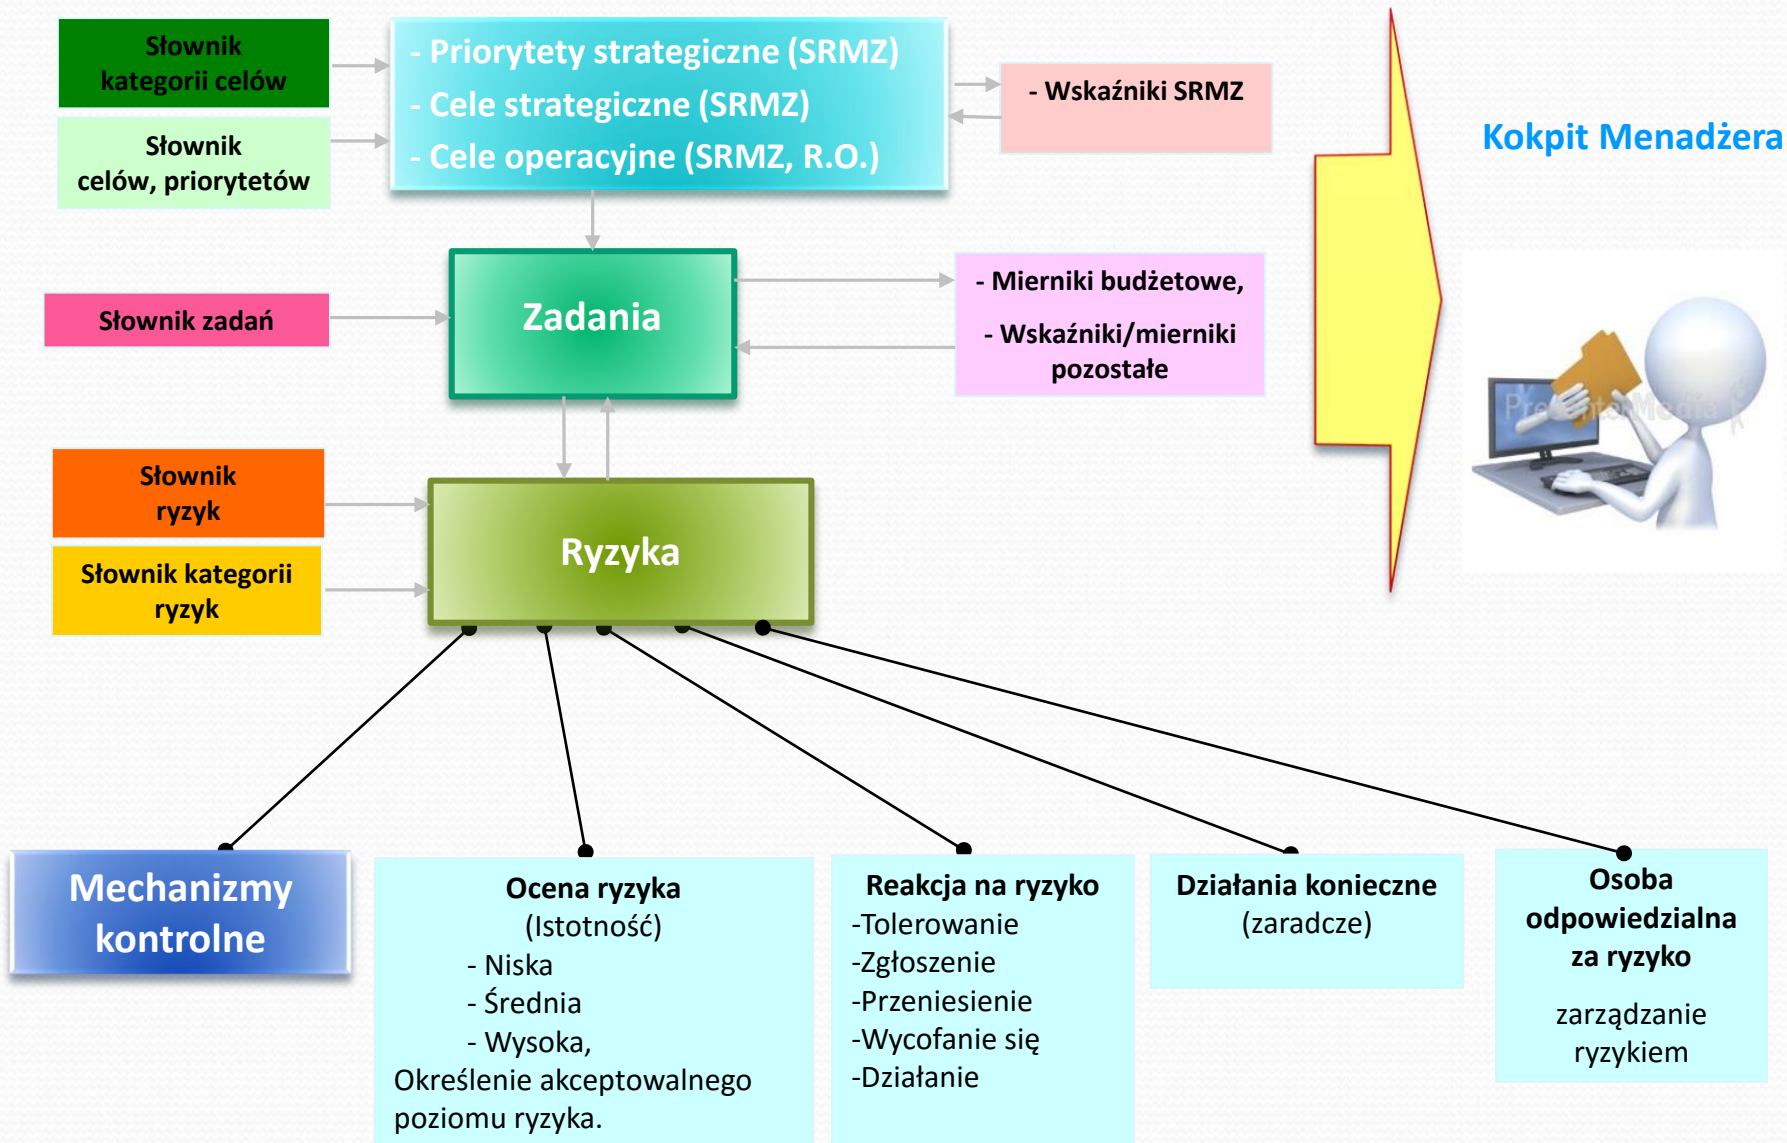 Słownik
kategorii celów
Słownik
celów, priorytetów
- Priorytety strategiczne (SRMZ)
- Cele strategiczne (SRMZ)
- Cele operacyjne (SRMZ, R.O.)
- Wskaźniki SRMZ
Kokpit Menadżera
Słownik zadań
Zadania
- Mierniki budżetowe,
- Wskaźniki/mierniki
pozostałe
PresenterMedia
Słownik
ryzyk
Słownik kategorii
ryzyk
Ryzyka
Mechanizmy
kontrolne
Ocena ryzyka
(Istotność)
- Niska
- Średnia
- Wysoka,
Określenie akceptowalnego
poziomu ryzyka.
Reakcja na ryzyko
-Tolerowanie
-Zgłoszenie
-Przeniesienie
-Wycofanie się
-Działanie
Działania konieczne
(zaradcze)
Osoba
odpowiedzialna
za ryzyko
zarządzanie
ryzykiem